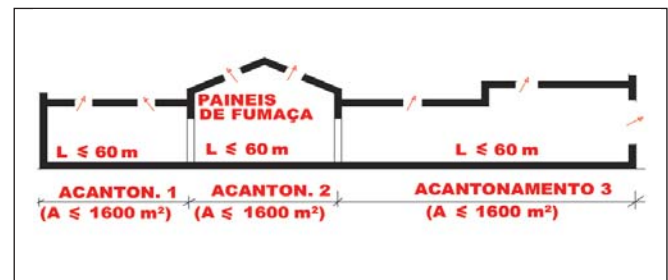 PAINEIS
DE FUMAÇA
L ≤ 60 m
L ≤ 60 m
L ≤ 60 m
ACANTON. 1
(A ≤ 1600 m²)
ACANTON. 2
(A ≤ 1600 m²)
ACANTONAMENTO 3
(A ≤ 1600 m²)